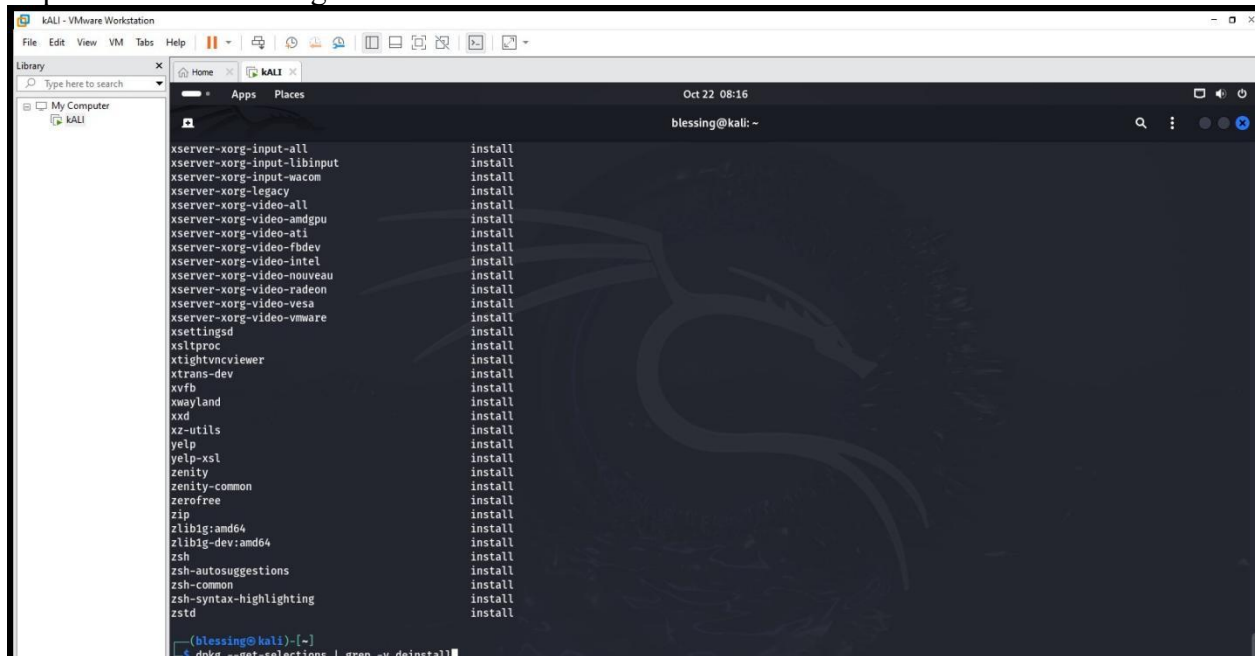 kALI - VMware Workstation
File Edit View VM Tabs Help
Library
Home kALI
Type here to search
My Computer
kALI
Apps Places Oct 22 08:16
blessing@kali: ~
xserver-xorg-input-all install
xserver-xorg-input-libinput install
xserver-xorg-input-wacom install
xserver-xorg-legacy install
xserver-xorg-video-all install
xserver-xorg-video-amdgpu install
xserver-xorg-video-ati install
xserver-xorg-video-fbdev install
xserver-xorg-video-intel install
xserver-xorg-video-nouveau install
xserver-xorg-video-radeon install
xserver-xorg-video-vesa install
xserver-xorg-video-vmware install
xsettingsd install
xsltproc install
xtightvncviewer install
xtrans-dev install
xvfb install
xwayland install
xxd install
xz-utils install
yelp install
yelp-xsl install
zenity install
zenity-common install
zerofree install
zip install
zlib1g:amd64 install
zlib1g-dev:amd64 install
zsh install
zsh-autosuggestions install
zsh-common install
zsh-syntax-highlighting install
zstd install
(blessing㉿kali)-[~]
$ dpkg --get-selections | grep -v deinstall